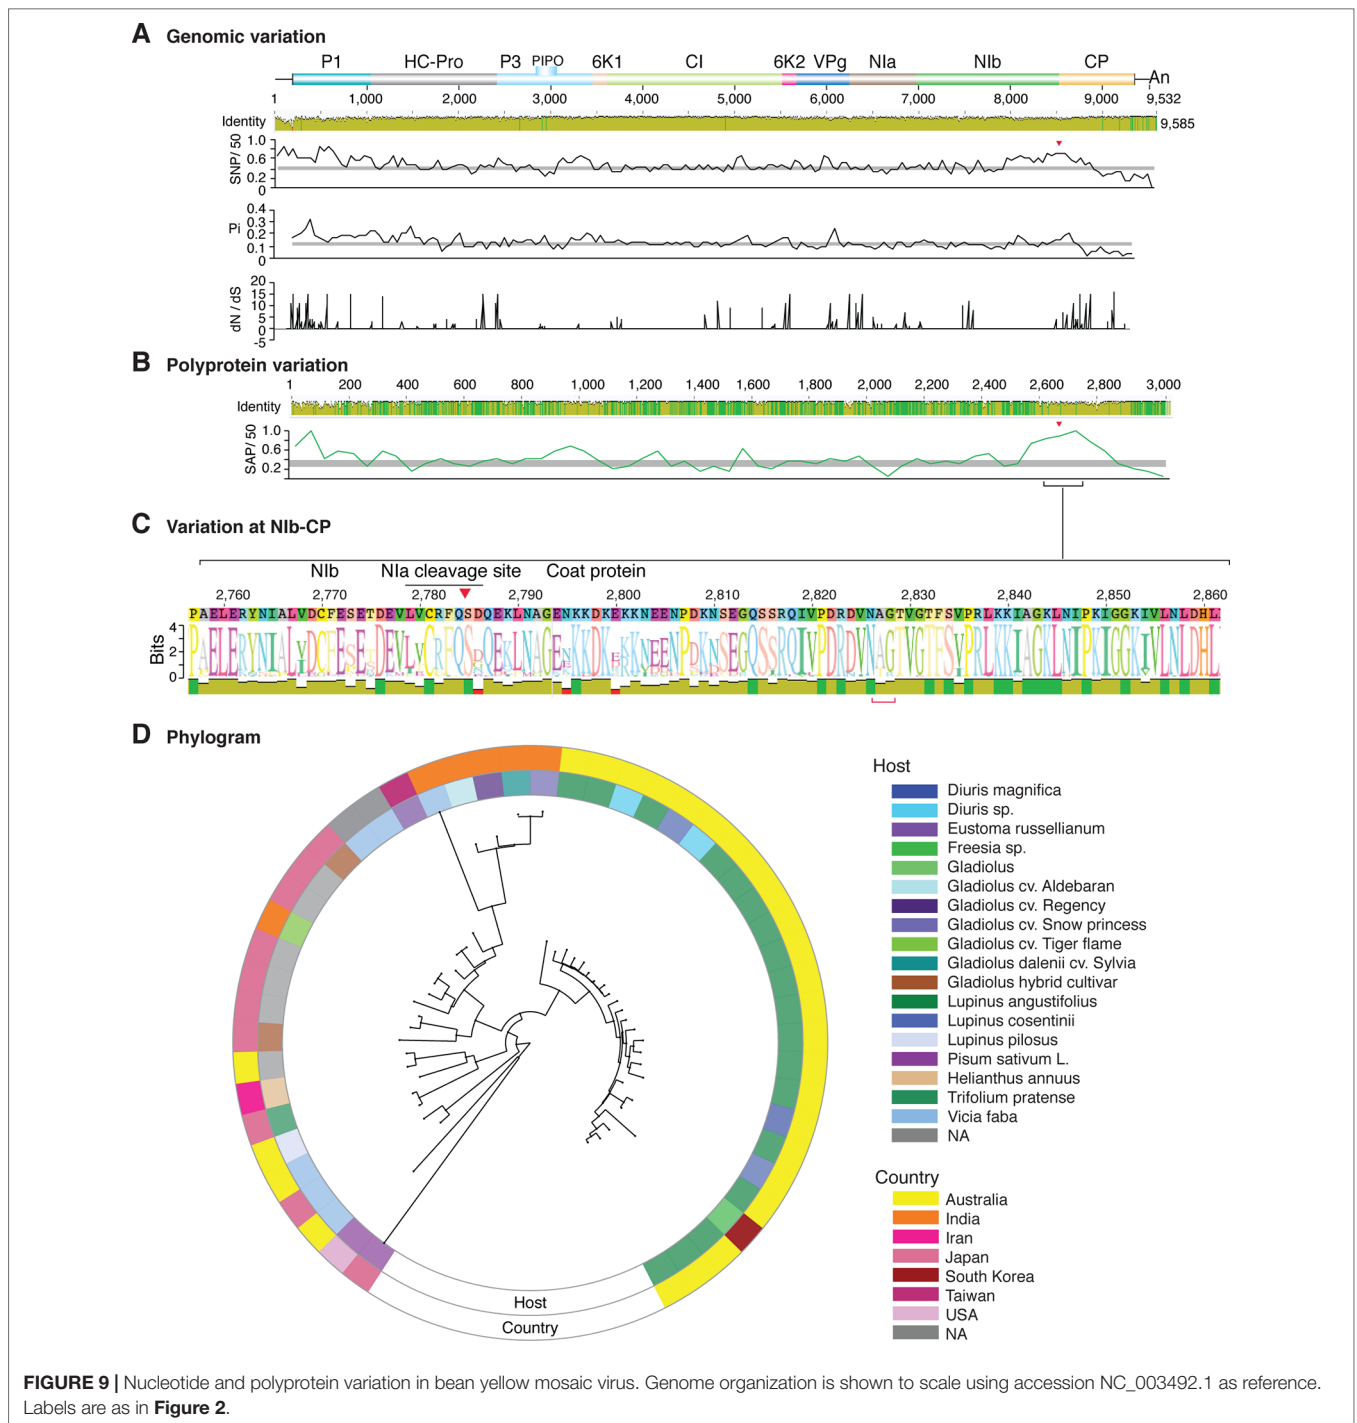 A Genomic variation
P1 HC-Pro P3 PIPO 6K1 CI 6K2 VPg NIa NIb CP An
1 1,000 2,000 3,000 4,000 5,000 6,000 7,000 8,000 9,000 9,532
Identity 9,585
SNP/ 50
1.0
0.6
0.2
0
Pi
0.4
0.3
0.2
0.1
0
dN / dS
20
15
10
5
0
-5
B Polyprotein variation
1 200 400 600 800 1,000 1,200 1,400 1,600 1,800 2,000 2,200 2,400 2,600 2,800 3,000
Identity
SAP/ 50
1.0
0.6
0.2
C Variation at NIb-CP
NIb NIa cleavage site Coat protein
2,760 2,770 2,780 2,790 2,800 2,810 2,820 2,830 2,840 2,850 2,860
PAELERYNIALVDCFESETDEVLVCRFQSDQEKLNAGENKKDKEKKNEENPDKNSEGQSSRQIVPDRDVNAGTVGTFSVPRLKKIAGKLNIPKIGGKIVLNLDHL
Bits
4
2
0
D Phylogram
Host
Country
Host
Diuris magnifica
Diuris sp.
Eustoma russellianum
Freesia sp.
Gladiolus
Gladiolus cv. Aldebaran
Gladiolus cv. Regency
Gladiolus cv. Snow princess
Gladiolus cv. Tiger flame
Gladiolus dalenii cv. Sylvia
Gladiolus hybrid cultivar
Lupinus angustifolius
Lupinus cosentinii
Lupinus pilosus
Pisum sativum L.
Helianthus annuus
Trifolium pratense
Vicia faba
NA
Country
Australia
India
Iran
Japan
South Korea
Taiwan
USA
NA
FIGURE 9 | Nucleotide and polyprotein variation in bean yellow mosaic virus. Genome organization is shown to scale using accession NC_003492.1 as reference.
Labels are as in Figure 2.